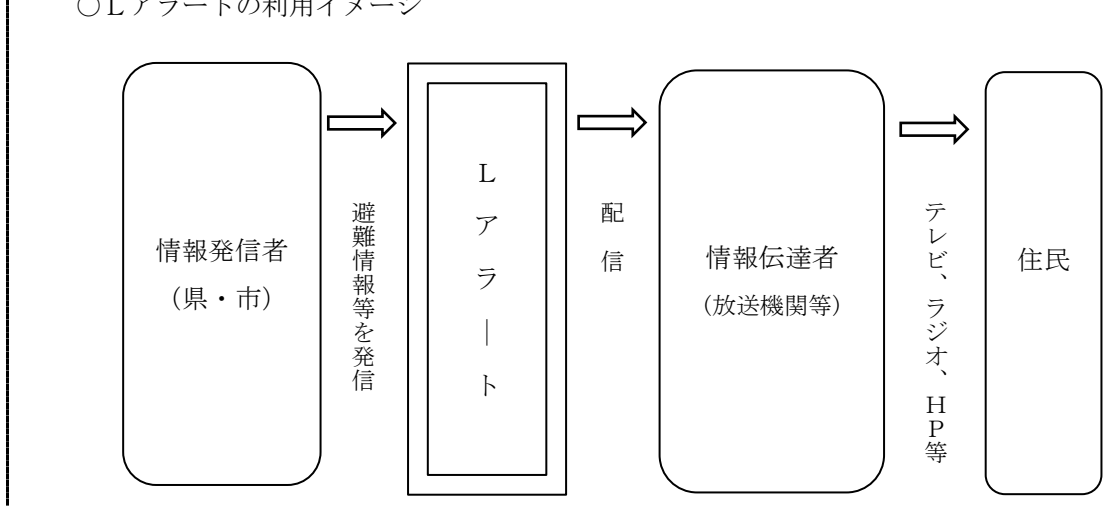 ○Ｌアラートの利用イメージ
情報発信者
（県・市）
避難情報等を発信
Ｌアラート
配信
情報伝達者
（放送機関等）
テレビ、ラジオ、ＨＰ等
住民